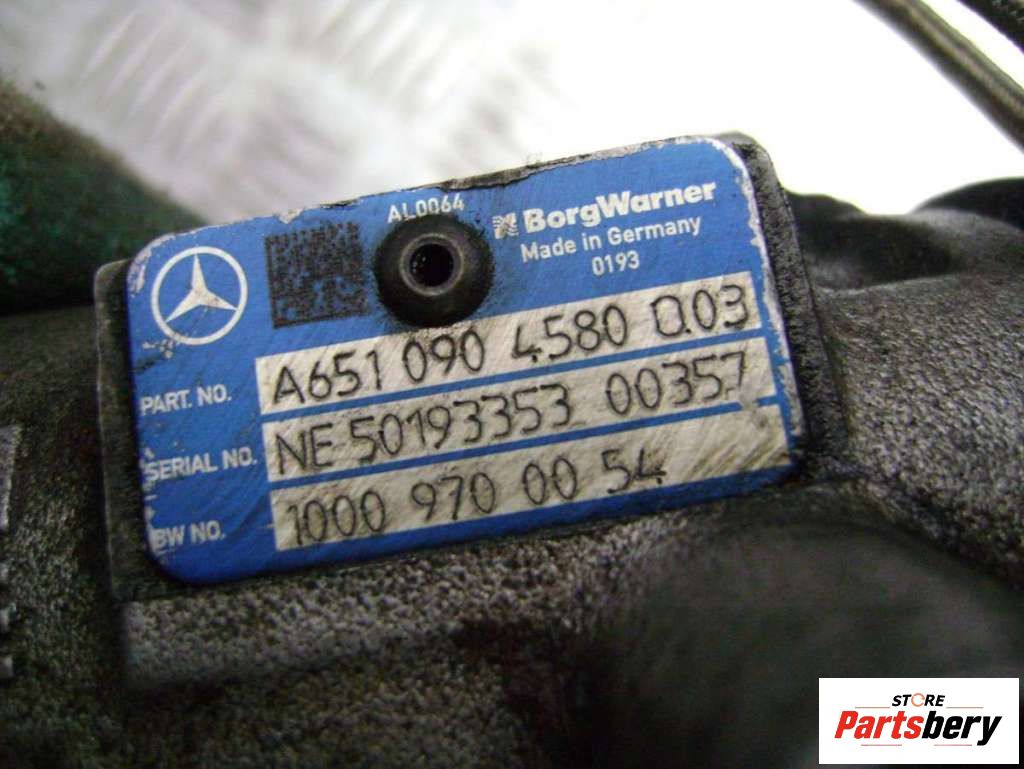 AL0064
BorgWarner
Made in Germany
0193
PART. NO. A651 090 4580 Q03
SERIAL NO. NE 50193353 00357
BW NO. 1000 970 00 54
STORE
Partsbery